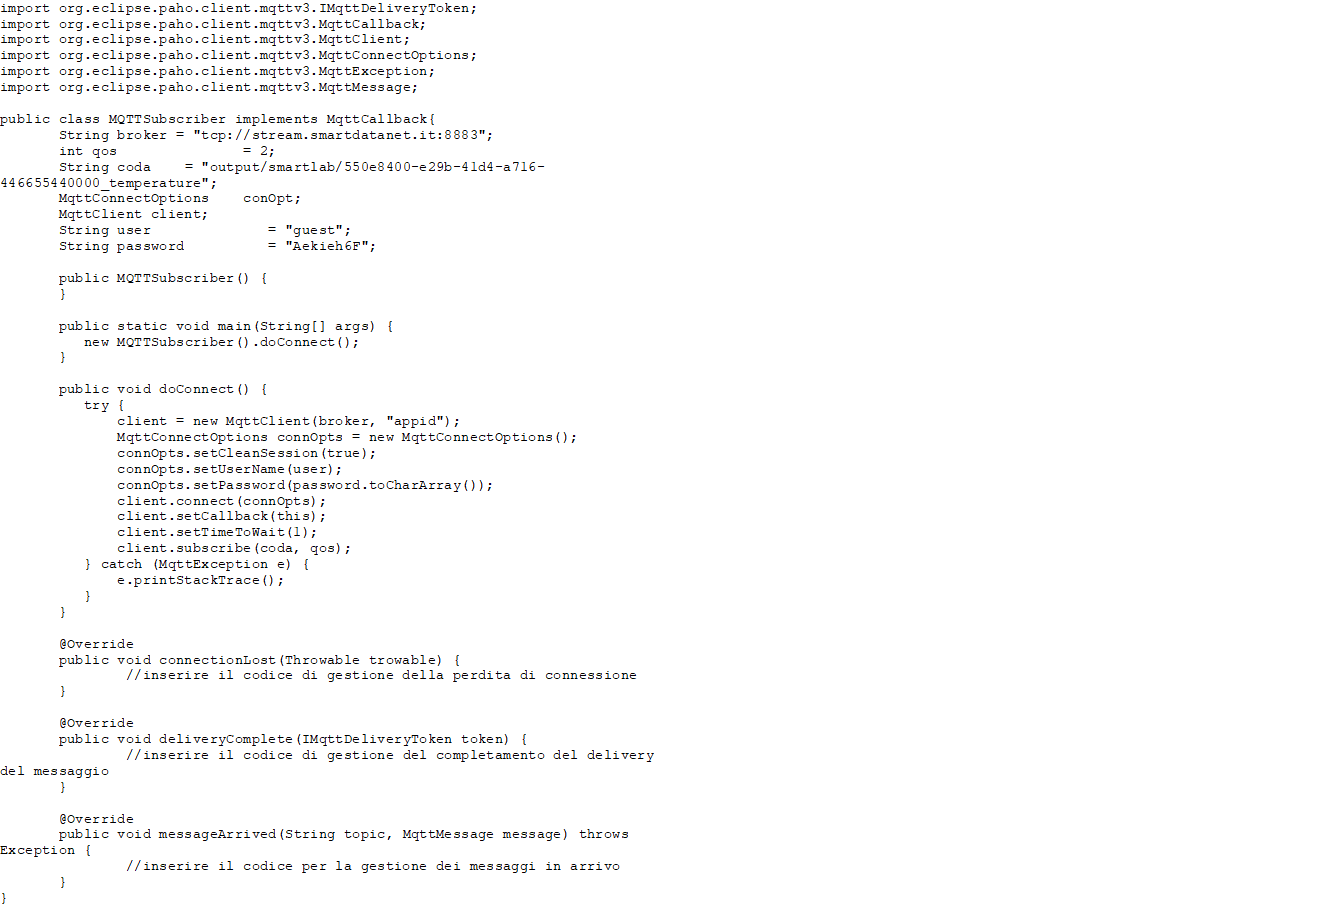 import org.eclipse.paho.client.mqttv3.IMqttDeliveryToken;
import org.eclipse.paho.client.mqttv3.MqttCallback;
import org.eclipse.paho.client.mqttv3.MqttClient;
import org.eclipse.paho.client.mqttv3.MqttConnectOptions;
import org.eclipse.paho.client.mqttv3.MqttException;
import org.eclipse.paho.client.mqttv3.MqttMessage;

public class MQTTSubscriber implements MqttCallback{
       String broker = "tcp://stream.smartdatanet.it:8883";
       int qos               = 2;
       String coda    = "output/smartlab/550e8400-e29b-41d4-a716-
446655440000_temperature";
       MqttConnectOptions    conOpt;
       MqttClient client;
       String user              = "guest";
       String password          = "Aekieh6F";

       public MQTTSubscriber() {
       }

       public static void main(String[] args) {
          new MQTTSubscriber().doConnect();
       }

       public void doConnect() {
          try {
              client = new MqttClient(broker, "appid");
              MqttConnectOptions connOpts = new MqttConnectOptions();
              connOpts.setCleanSession(true);
              connOpts.setUserName(user);
              connOpts.setPassword(password.toCharArray());
              client.connect(connOpts);
              client.setCallback(this);
              client.setTimeToWait(1);
              client.subscribe(coda, qos);
          } catch (MqttException e) {
              e.printStackTrace();
          }
       }

       @Override
       public void connectionLost(Throwable trowable) {
               //inserire il codice di gestione della perdita di connessione
       }

       @Override
       public void deliveryComplete(IMqttDeliveryToken token) {
               //inserire il codice di gestione del completamento del delivery
del messaggio
       }

       @Override
       public void messageArrived(String topic, MqttMessage message) throws
Exception {
               //inserire il codice per la gestione dei messaggi in arrivo
       }
}